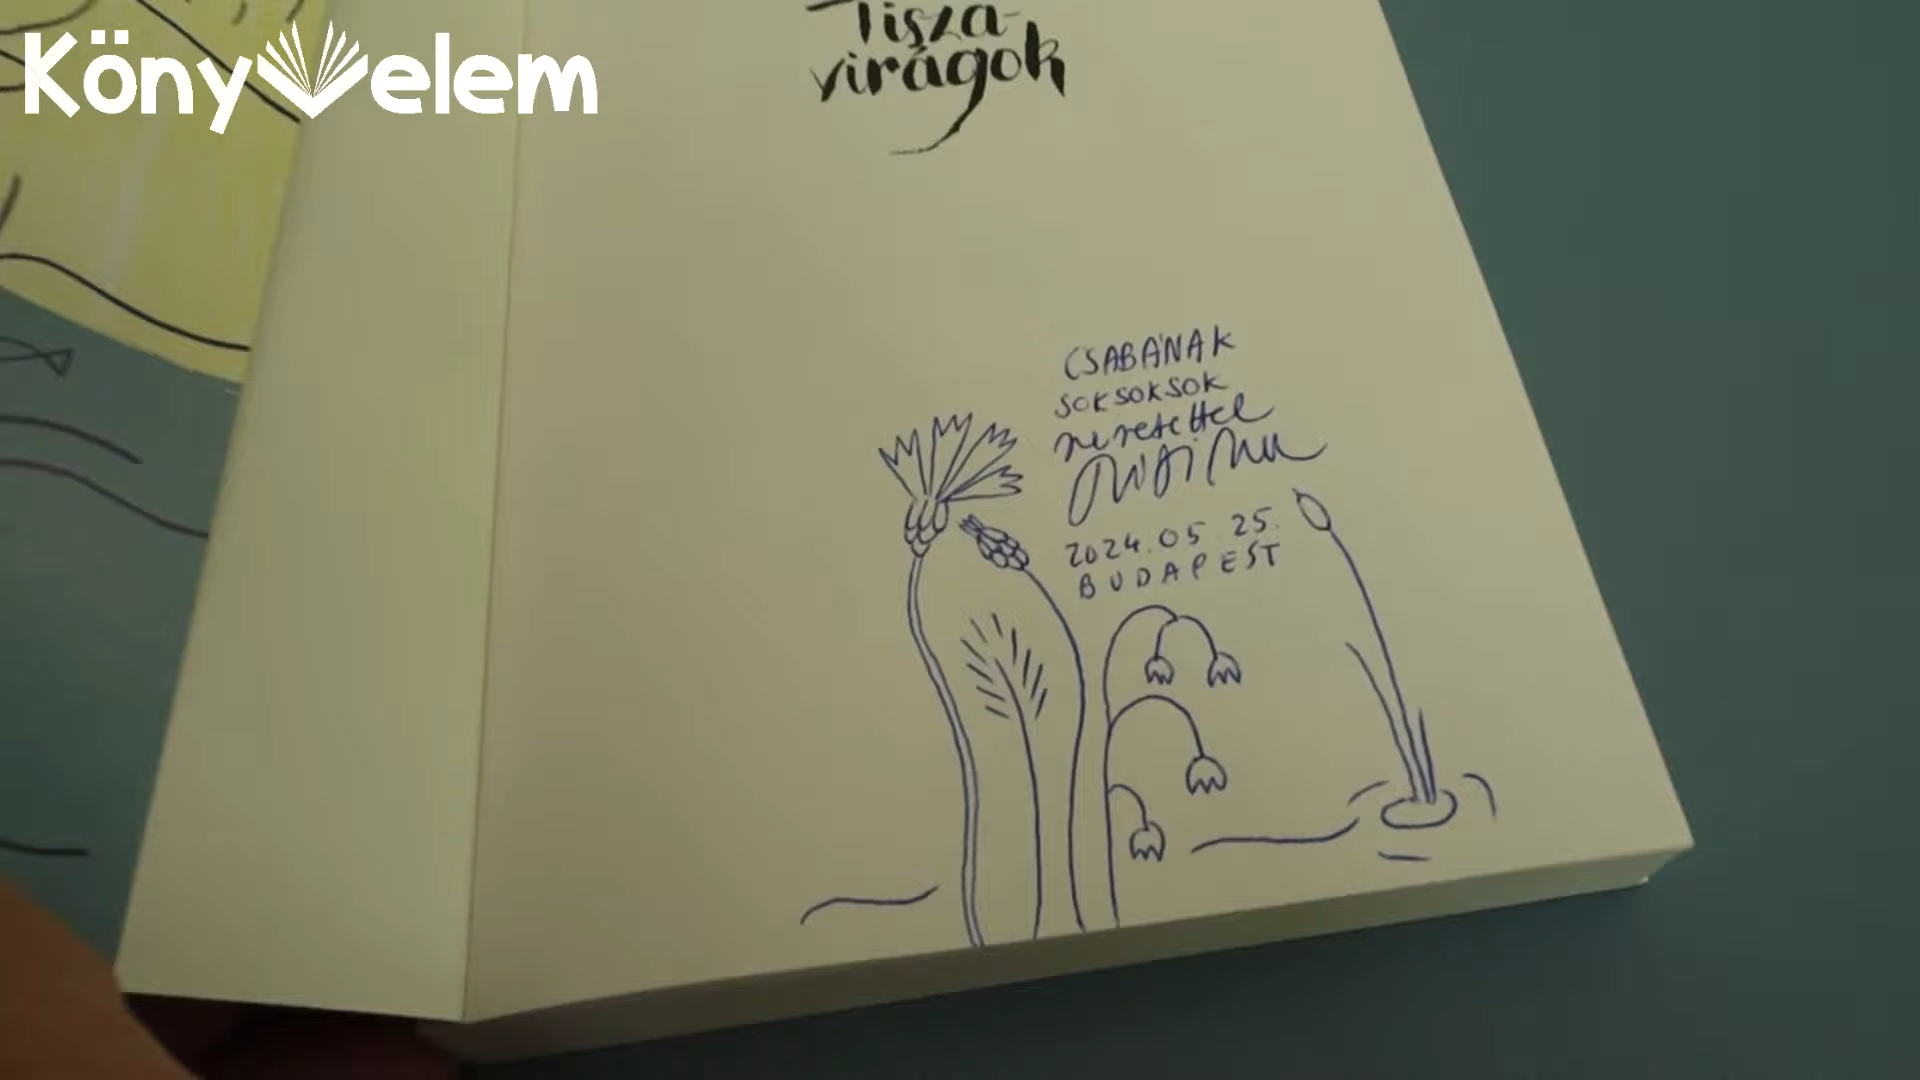 KönyVelem
Tisza-
virágok
CSABÁNAK
SOKSOKSOK
szeretettel
2024.05.25.
BUDAPEST